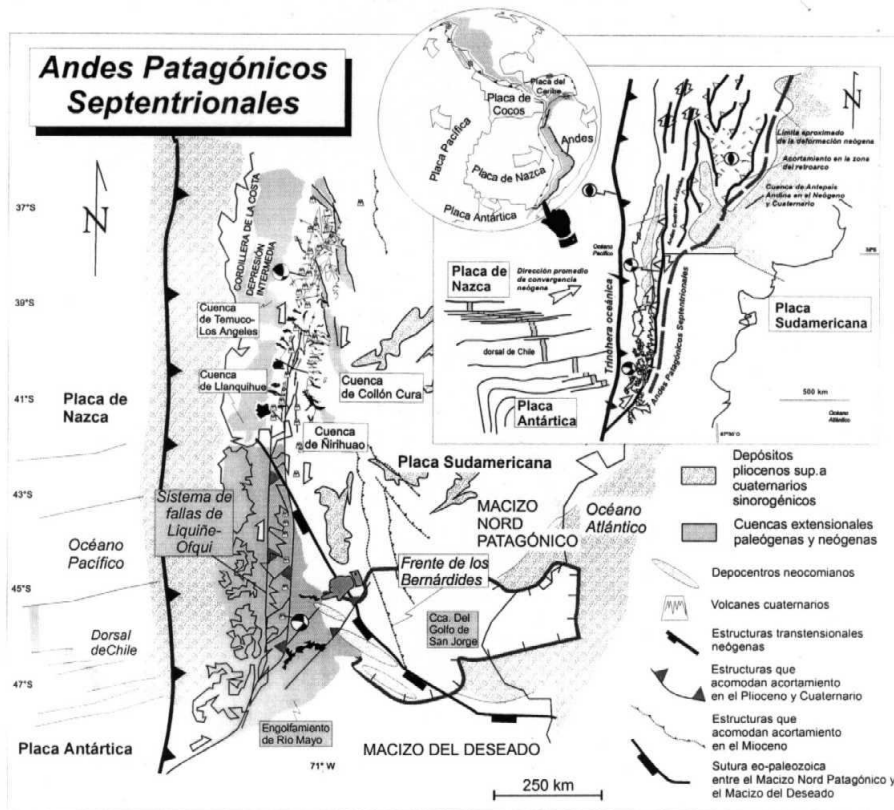 Andes Patagónicos
Septentrionales
N
37°S
39°S
41°S
43°S
45°S
47°S
CORDILLERA DE LA COSTA
DEPRESIÓN
INTERMEDIA
Cuenca
de Temuco-
Los Angeles
Cuenca
de Llanquihue
Cuenca
de Collón Cura
Cuenca
de Ñirihuao
Placa de
Nazca
Sistema de
fallas de
Liquiñe-
Ofqui
Océano
Pacífico
Dorsal
deChile
Placa Antártica
Engolfamiento
de Rio Mayo
71° W
Placa Sudamericana
MACIZO
NORD
PATAGÓNICO
Océano
Atlántico
Frente de los
Bernárdides
Cca. Del
Golfo de
San Jorge
MACIZO DEL DESEADO
250 km
Placa Pacífica
Placa de
Cocos
Placa del
Caribe
Andes
Placa de Nazca
Placa Antártica
N
Límite aproximado
de la deformación neógena
Acortamiento en la zona
del retroarco
Cuenca de Antepaís
Andina en el Neógeno
y Cuaternario
Océano
Pacífico
Placa de
Nazca
Dirección promedio
de convergencia
neógena
dorsal de Chile
Placa
Antártica
Trinchera oceánica
Andes Patagónicos Septentrionales
Placa
Sudamericana
500 km
Océano
Atlántico
Depósitos
pliocenos sup.a
cuaternarios
sinorogénicos
Cuencas extensionales
paleógenas y neógenas
Depocentros neocomianos
Volcanes cuaternarios
Estructuras transtensionales
neógenas
Estructuras que
acomodan acortamiento
en el Plioceno y Cuaternario
Estructuras que
acomodan acortamiento
en el Mioceno
Sutura eo-paleozoica
entre el Macizo Nord Patagónico y
el Macizo del Deseado